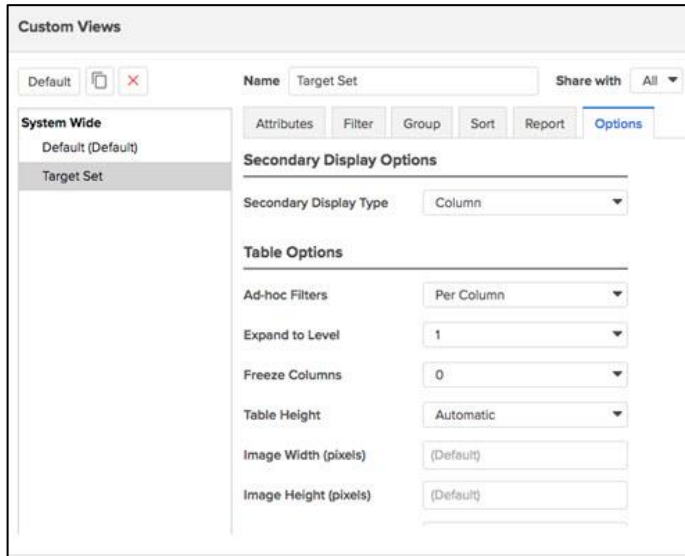 Custom Views
Default
Name Target Set Share with All
System Wide
Default (Default)
Target Set
Attributes Filter Group Sort Report Options
Secondary Display Options
Secondary Display Type Column
Table Options
Ad-hoc Filters Per Column
Expand to Level 1
Freeze Columns 0
Table Height Automatic
Image Width (pixels) (Default)
Image Height (pixels) (Default)